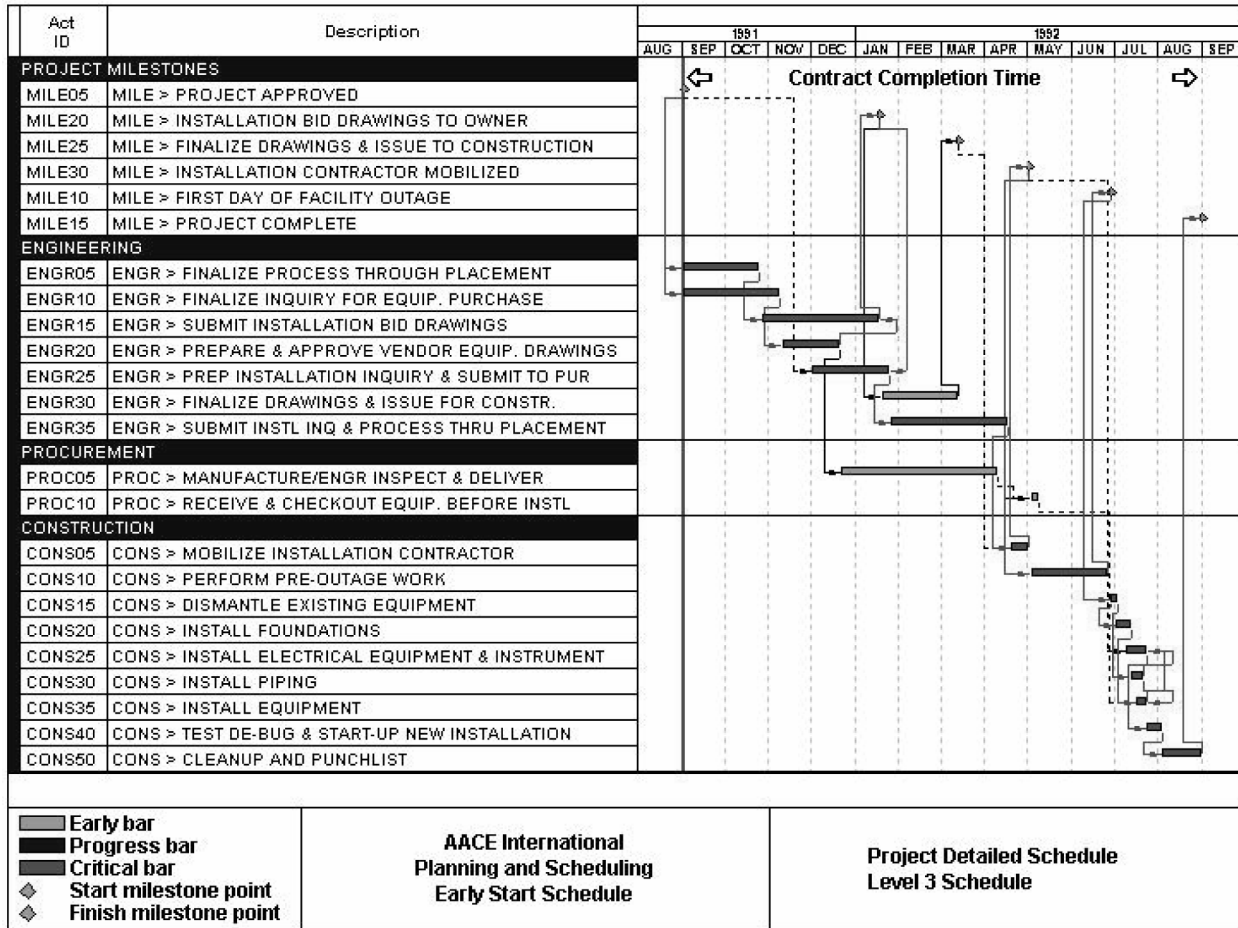 Act ID Description
1991 1992
AUG SEP OCT NOV DEC JAN FEB MAR APR MAY JUN JUL AUG SEP
PROJECT MILESTONES
Contract Completion Time
MILE05 MILE > PROJECT APPROVED
MILE20 MILE > INSTALLATION BID DRAWINGS TO OWNER
MILE25 MILE > FINALIZE DRAWINGS & ISSUE TO CONSTRUCTION
MILE30 MILE > INSTALLATION CONTRACTOR MOBILIZED
MILE10 MILE > FIRST DAY OF FACILITY OUTAGE
MILE15 MILE > PROJECT COMPLETE
ENGINEERING
ENGR05 ENGR > FINALIZE PROCESS THROUGH PLACEMENT
ENGR10 ENGR > FINALIZE INQUIRY FOR EQUIP. PURCHASE
ENGR15 ENGR > SUBMIT INSTALLATION BID DRAWINGS
ENGR20 ENGR > PREPARE & APPROVE VENDOR EQUIP. DRAWINGS
ENGR25 ENGR > PREP INSTALLATION INQUIRY & SUBMIT TO PUR
ENGR30 ENGR > FINALIZE DRAWINGS & ISSUE FOR CONSTR.
ENGR35 ENGR > SUBMIT INSTL INQ & PROCESS THRU PLACEMENT
PROCUREMENT
PROC05 PROC > MANUFACTURE/ENGR INSPECT & DELIVER
PROC10 PROC > RECEIVE & CHECKOUT EQUIP. BEFORE INSTL
CONSTRUCTION
CONS05 CONS > MOBILIZE INSTALLATION CONTRACTOR
CONS10 CONS > PERFORM PRE-OUTAGE WORK
CONS15 CONS > DISMANTLE EXISTING EQUIPMENT
CONS20 CONS > INSTALL FOUNDATIONS
CONS25 CONS > INSTALL ELECTRICAL EQUIPMENT & INSTRUMENT
CONS30 CONS > INSTALL PIPING
CONS35 CONS > INSTALL EQUIPMENT
CONS40 CONS > TEST DE-BUG & START-UP NEW INSTALLATION
CONS50 CONS > CLEANUP AND PUNCHLIST
Early bar
Progress bar
Critical bar
Start milestone point
Finish milestone point
AACE International
Planning and Scheduling
Early Start Schedule
Project Detailed Schedule
Level 3 Schedule